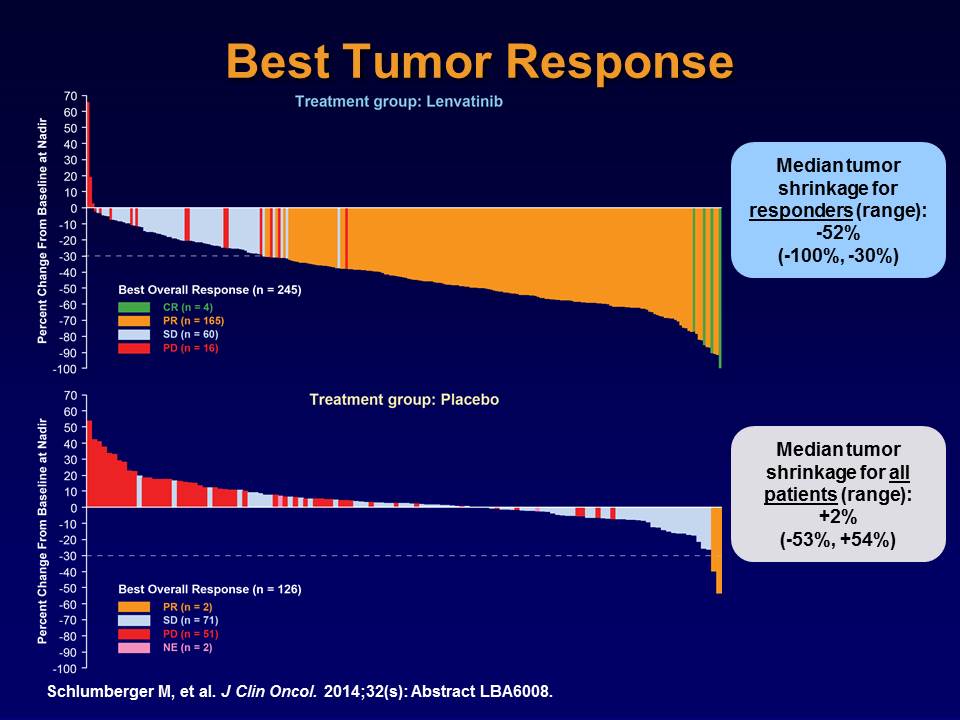 Best Tumor Response
Treatment group: Lenvatinib
Percent Change From Baseline at Nadir
70
60
50
40
30
20
10
0
-10
-20
-30
-40
-50
-60
-70
-80
-90
-100
Best Overall Response (n = 245)
CR (n = 4)
PR (n = 165)
SD (n = 60)
PD (n = 16)
Median tumor
shrinkage for
responders (range):
-52%
(-100%, -30%)
Treatment group: Placebo
Percent Change From Baseline at Nadir
70
60
50
40
30
20
10
0
-10
-20
-30
-40
-50
-60
-70
-80
-90
-100
Best Overall Response (n = 126)
PR (n = 2)
SD (n = 71)
PD (n = 51)
NE (n = 2)
Median tumor
shrinkage for all
patients (range):
+2%
(-53%, +54%)
Schlumberger M, et al. J Clin Oncol. 2014;32(s): Abstract LBA6008.